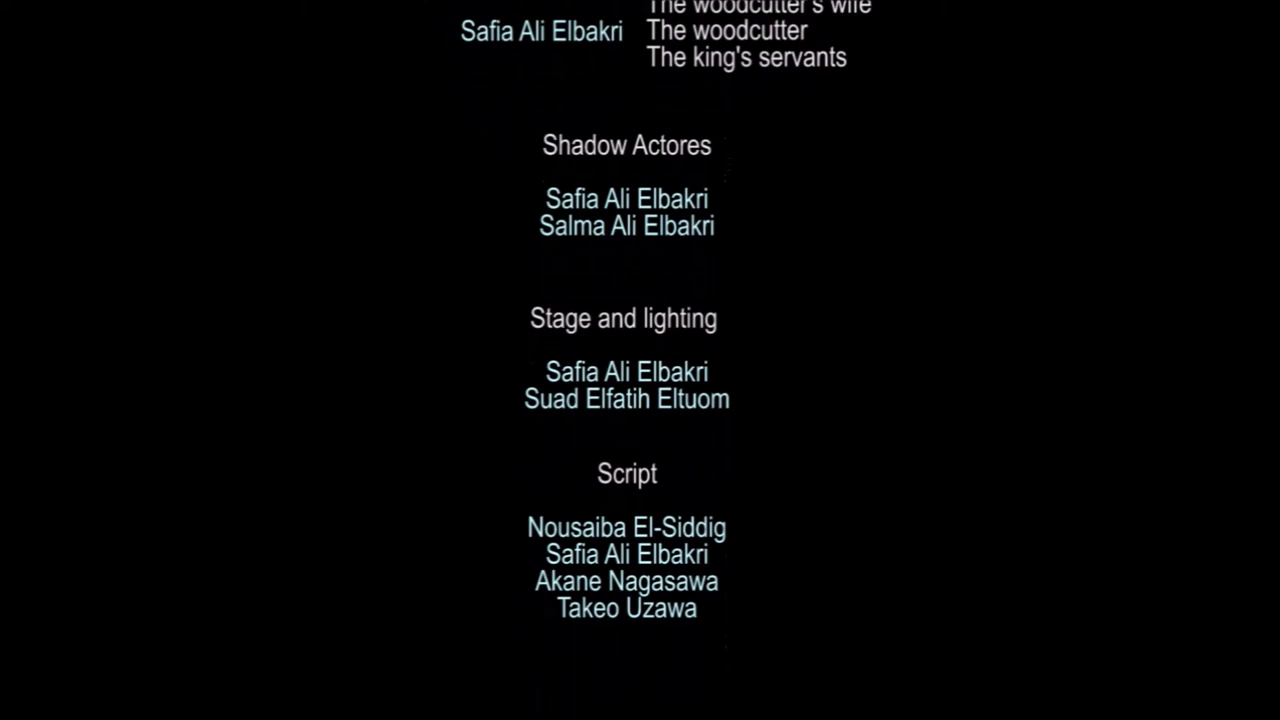 The woodcutter's wife
Safia Ali Elbakri The woodcutter
The king's servants
Shadow Actores
Safia Ali Elbakri
Salma Ali Elbakri
Stage and lighting
Safia Ali Elbakri
Suad Elfatih Eltuom
Script
Nousaiba El-Siddig
Safia Ali Elbakri
Akane Nagasawa
Takeo Uzawa